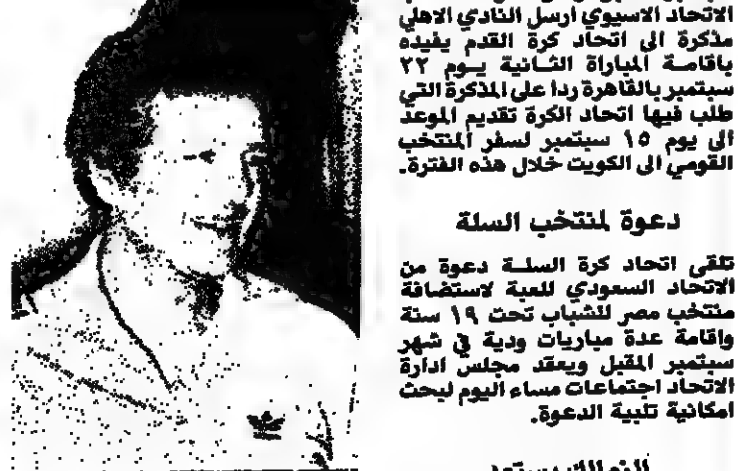 الاتحاد الاسيوي ارسل النادي الاهلي
مذكرة الى اتحاد كرة القدم يفيده
باقامة المباراة الثانية يوم ٢٢
سبتمبر بالقاهرة ردا على المذكرة التي
طلب فيها اتحاد الكرة تقديم الموعد
الى يوم ١٥ سبتمبر لسفر المنتخب
القومي الى الكويت خلال هذه الفترة.
دعوة لمنتخب السلة
تلقى اتحاد كرة السلة دعوة من
الاتحاد السعودي للعبة لاستضافة
منتخب مصر للشباب تحت ١٩ سنة
واقامة عدة مباريات ودية في شهر
سبتمبر المقبل ويعقد مجلس ادارة
الاتحاد اجتماعات مساء اليوم لبحث
امكانية تلبية الدعوة.